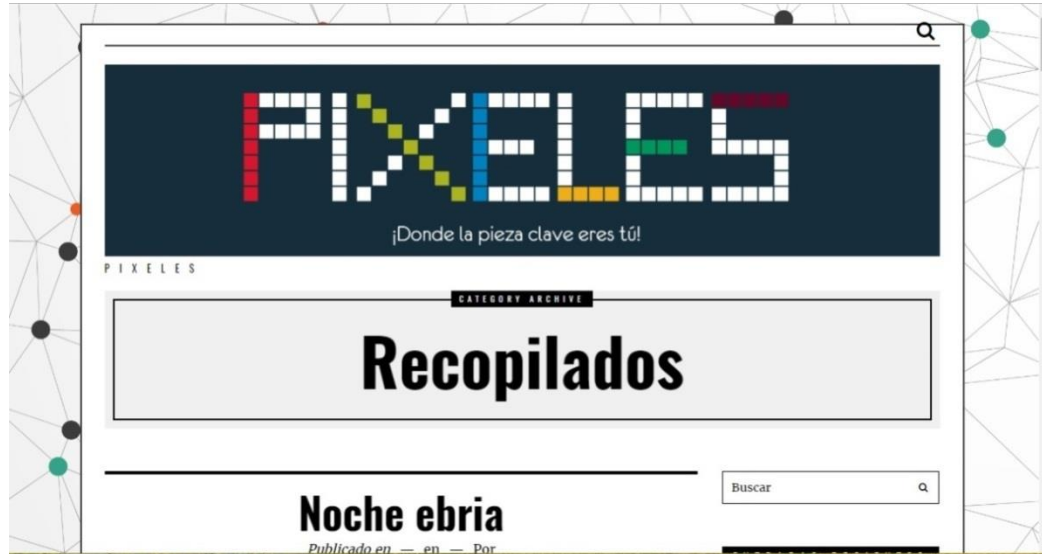 PIXELES
¡Donde la pieza clave eres tú!
PIXELES
CATEGORY ARCHIVE
Recopilados
Noche ebria
Publicado en — en — Por
Buscar